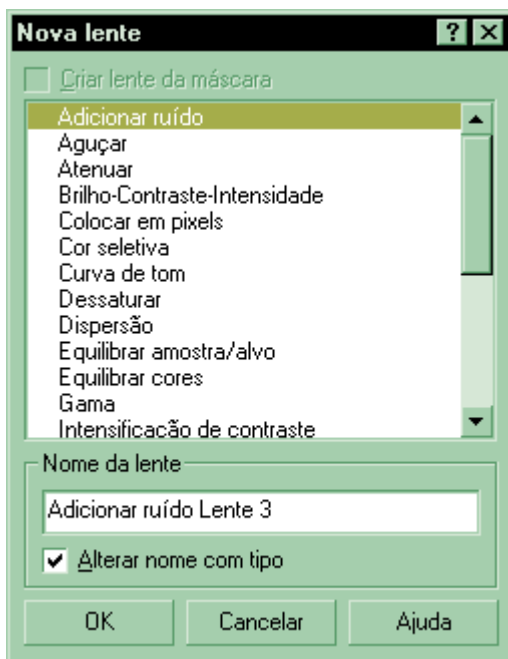 Nova lente
Criar lente da máscara
Adicionar ruído
Aguçar
Atenuar
Brilho-Contraste-Intensidade
Colocar em pixels
Cor seletiva
Curva de tom
Dessaturar
Dispersão
Equilibrar amostra/alvo
Equilibrar cores
Gama
Intensificação de contraste
Nome da lente
Adicionar ruído Lente 3
Alterar nome com tipo
OK Cancelar Ajuda